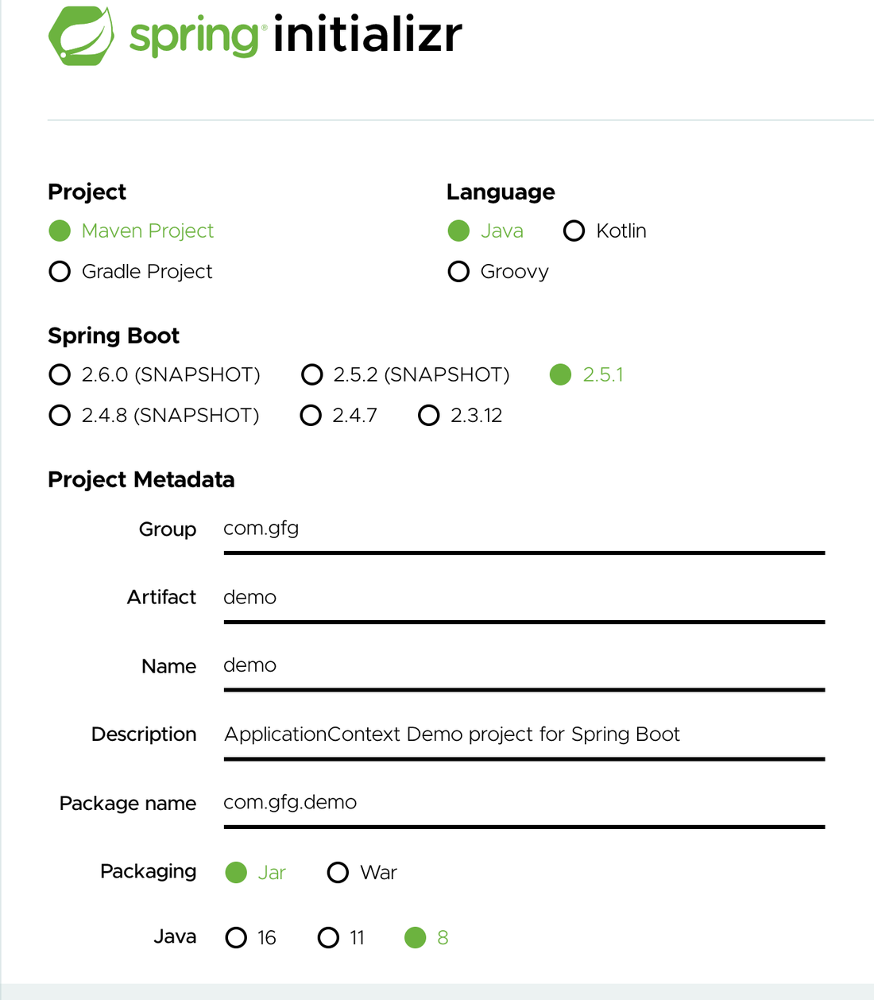 spring® initializr
Project
Language
Maven Project
Java
Kotlin
Gradle Project
Groovy
Spring Boot
2.6.0 (SNAPSHOT)
2.5.2 (SNAPSHOT)
2.5.1
2.4.8 (SNAPSHOT)
2.4.7
2.3.12
Project Metadata
Group com.gfg
Artifact demo
Name demo
Description ApplicationContext Demo project for Spring Boot
Package name com.gfg.demo
Packaging Jar War
Java 16 11 8